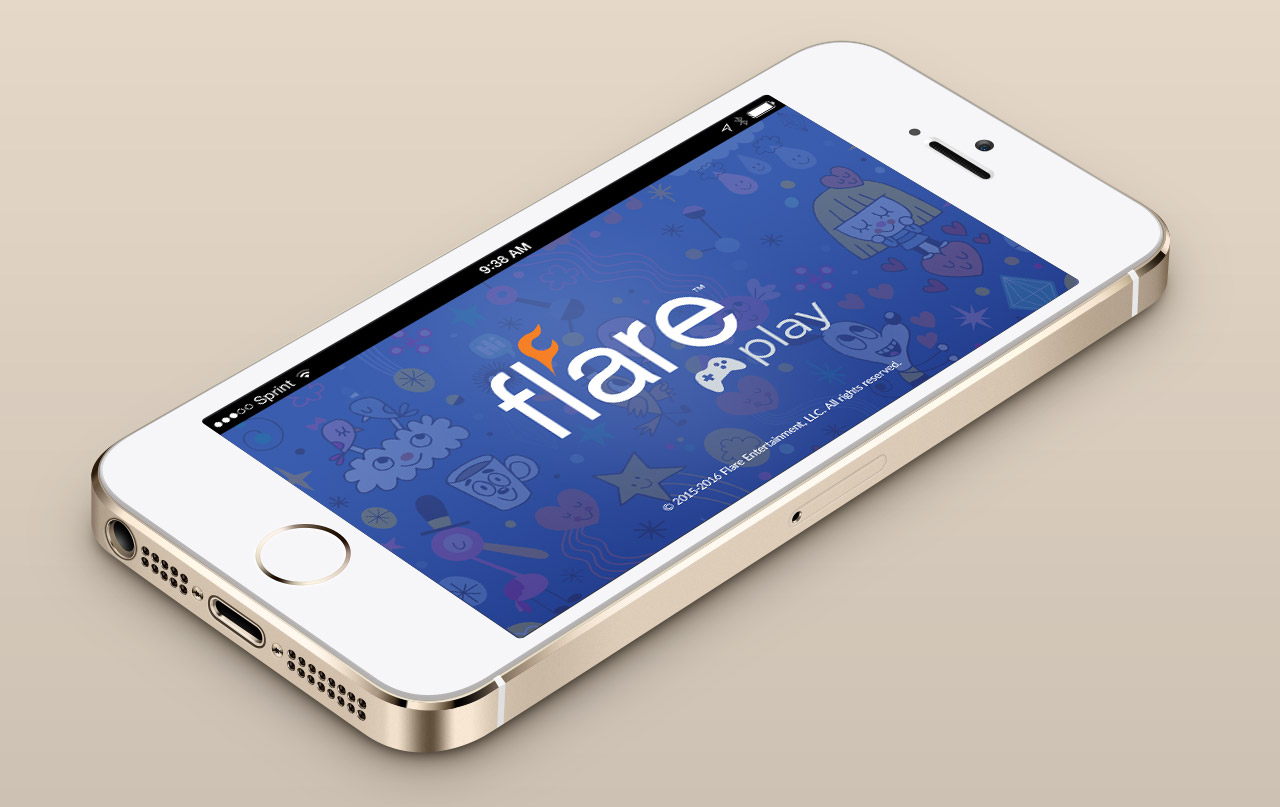 Sprint
9:38 AM
flare™
play
© 2015-2016 Flare Entertainment, LLC. All rights reserved.